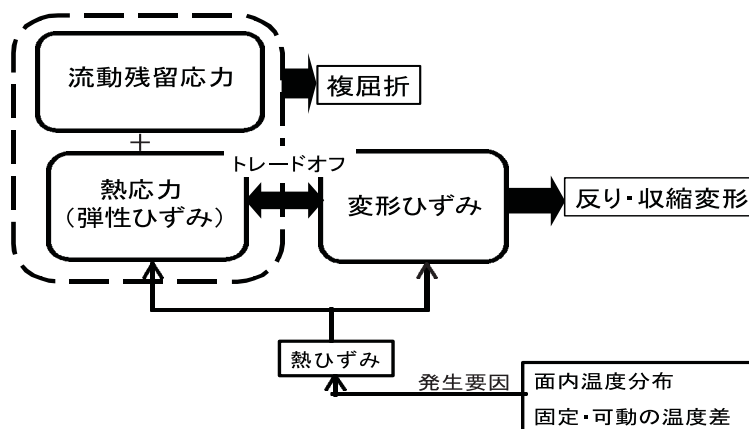 流動残留応力
複屈折
+
トレードオフ
熱応力
(弾性ひずみ)
変形ひずみ
反り・収縮変形
熱ひずみ
発生要因
面内温度分布
固定・可動の温度差